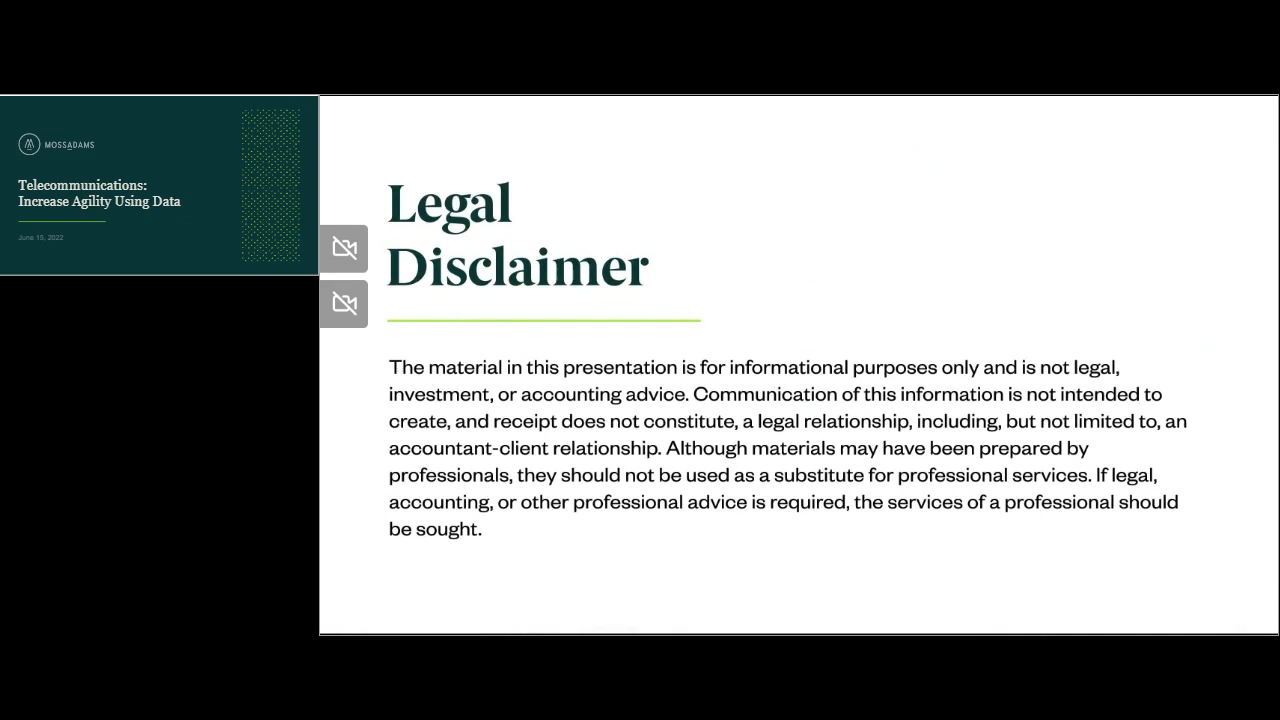 MOSSADAMS
Telecommunications:
Increase Agility Using Data
June 15, 2022
Legal
Disclaimer
The material in this presentation is for informational purposes only and is not legal,
investment, or accounting advice. Communication of this information is not intended to
create, and receipt does not constitute, a legal relationship, including, but not limited to, an
accountant-client relationship. Although materials may have been prepared by
professionals, they should not be used as a substitute for professional services. If legal,
accounting, or other professional advice is required, the services of a professional should
be sought.